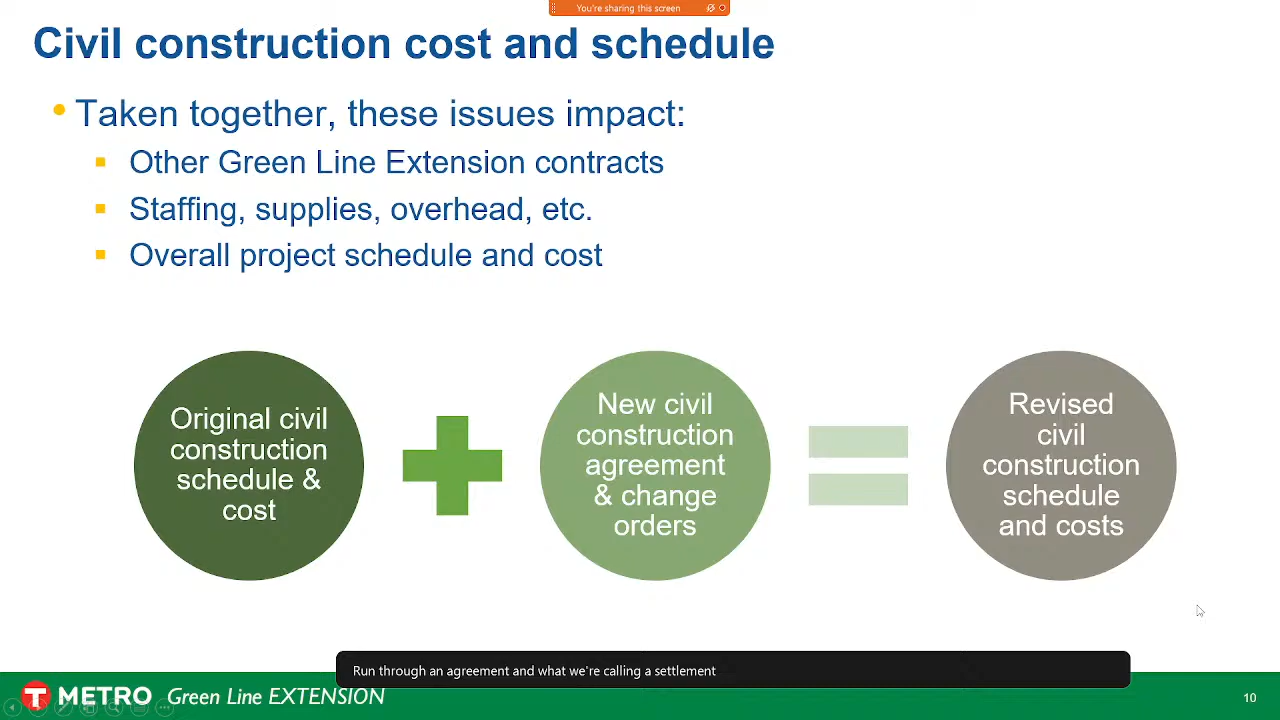 You're sharing this screen
Civil construction cost and schedule
• Taken together, these issues impact:
▪ Other Green Line Extension contracts
▪ Staffing, supplies, overhead, etc.
▪ Overall project schedule and cost
Original civil
construction
schedule &
cost
New civil
construction
agreement
& change
orders
Revised
civil
construction
schedule
and costs
Run through an agreement and what we're calling a settlement
T METRO Green Line EXTENSION
10